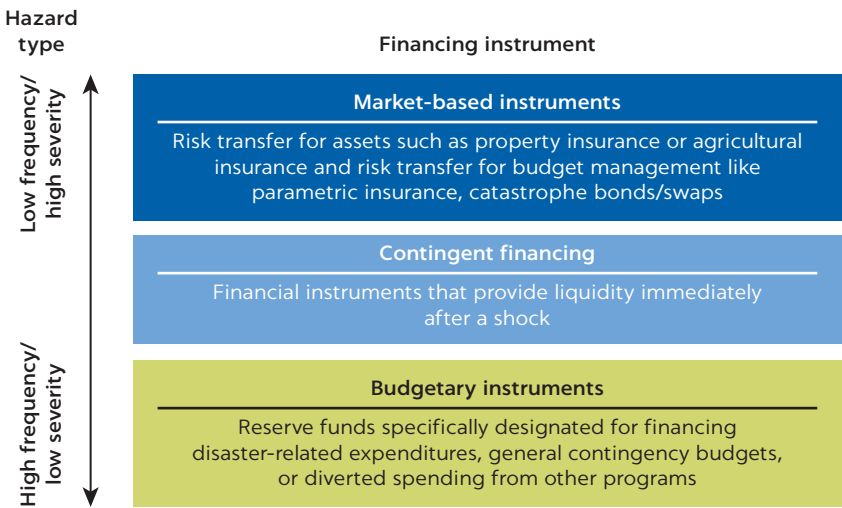 Hazard
type
Financing instrument
Low frequency/
high severity
Market-based instruments
Risk transfer for assets such as property insurance or agricultural
insurance and risk transfer for budget management like
parametric insurance, catastrophe bonds/swaps
Contingent financing
Financial instruments that provide liquidity immediately
after a shock
High frequency/
low severity
Budgetary instruments
Reserve funds specifically designated for financing
disaster-related expenditures, general contingency budgets,
or diverted spending from other programs